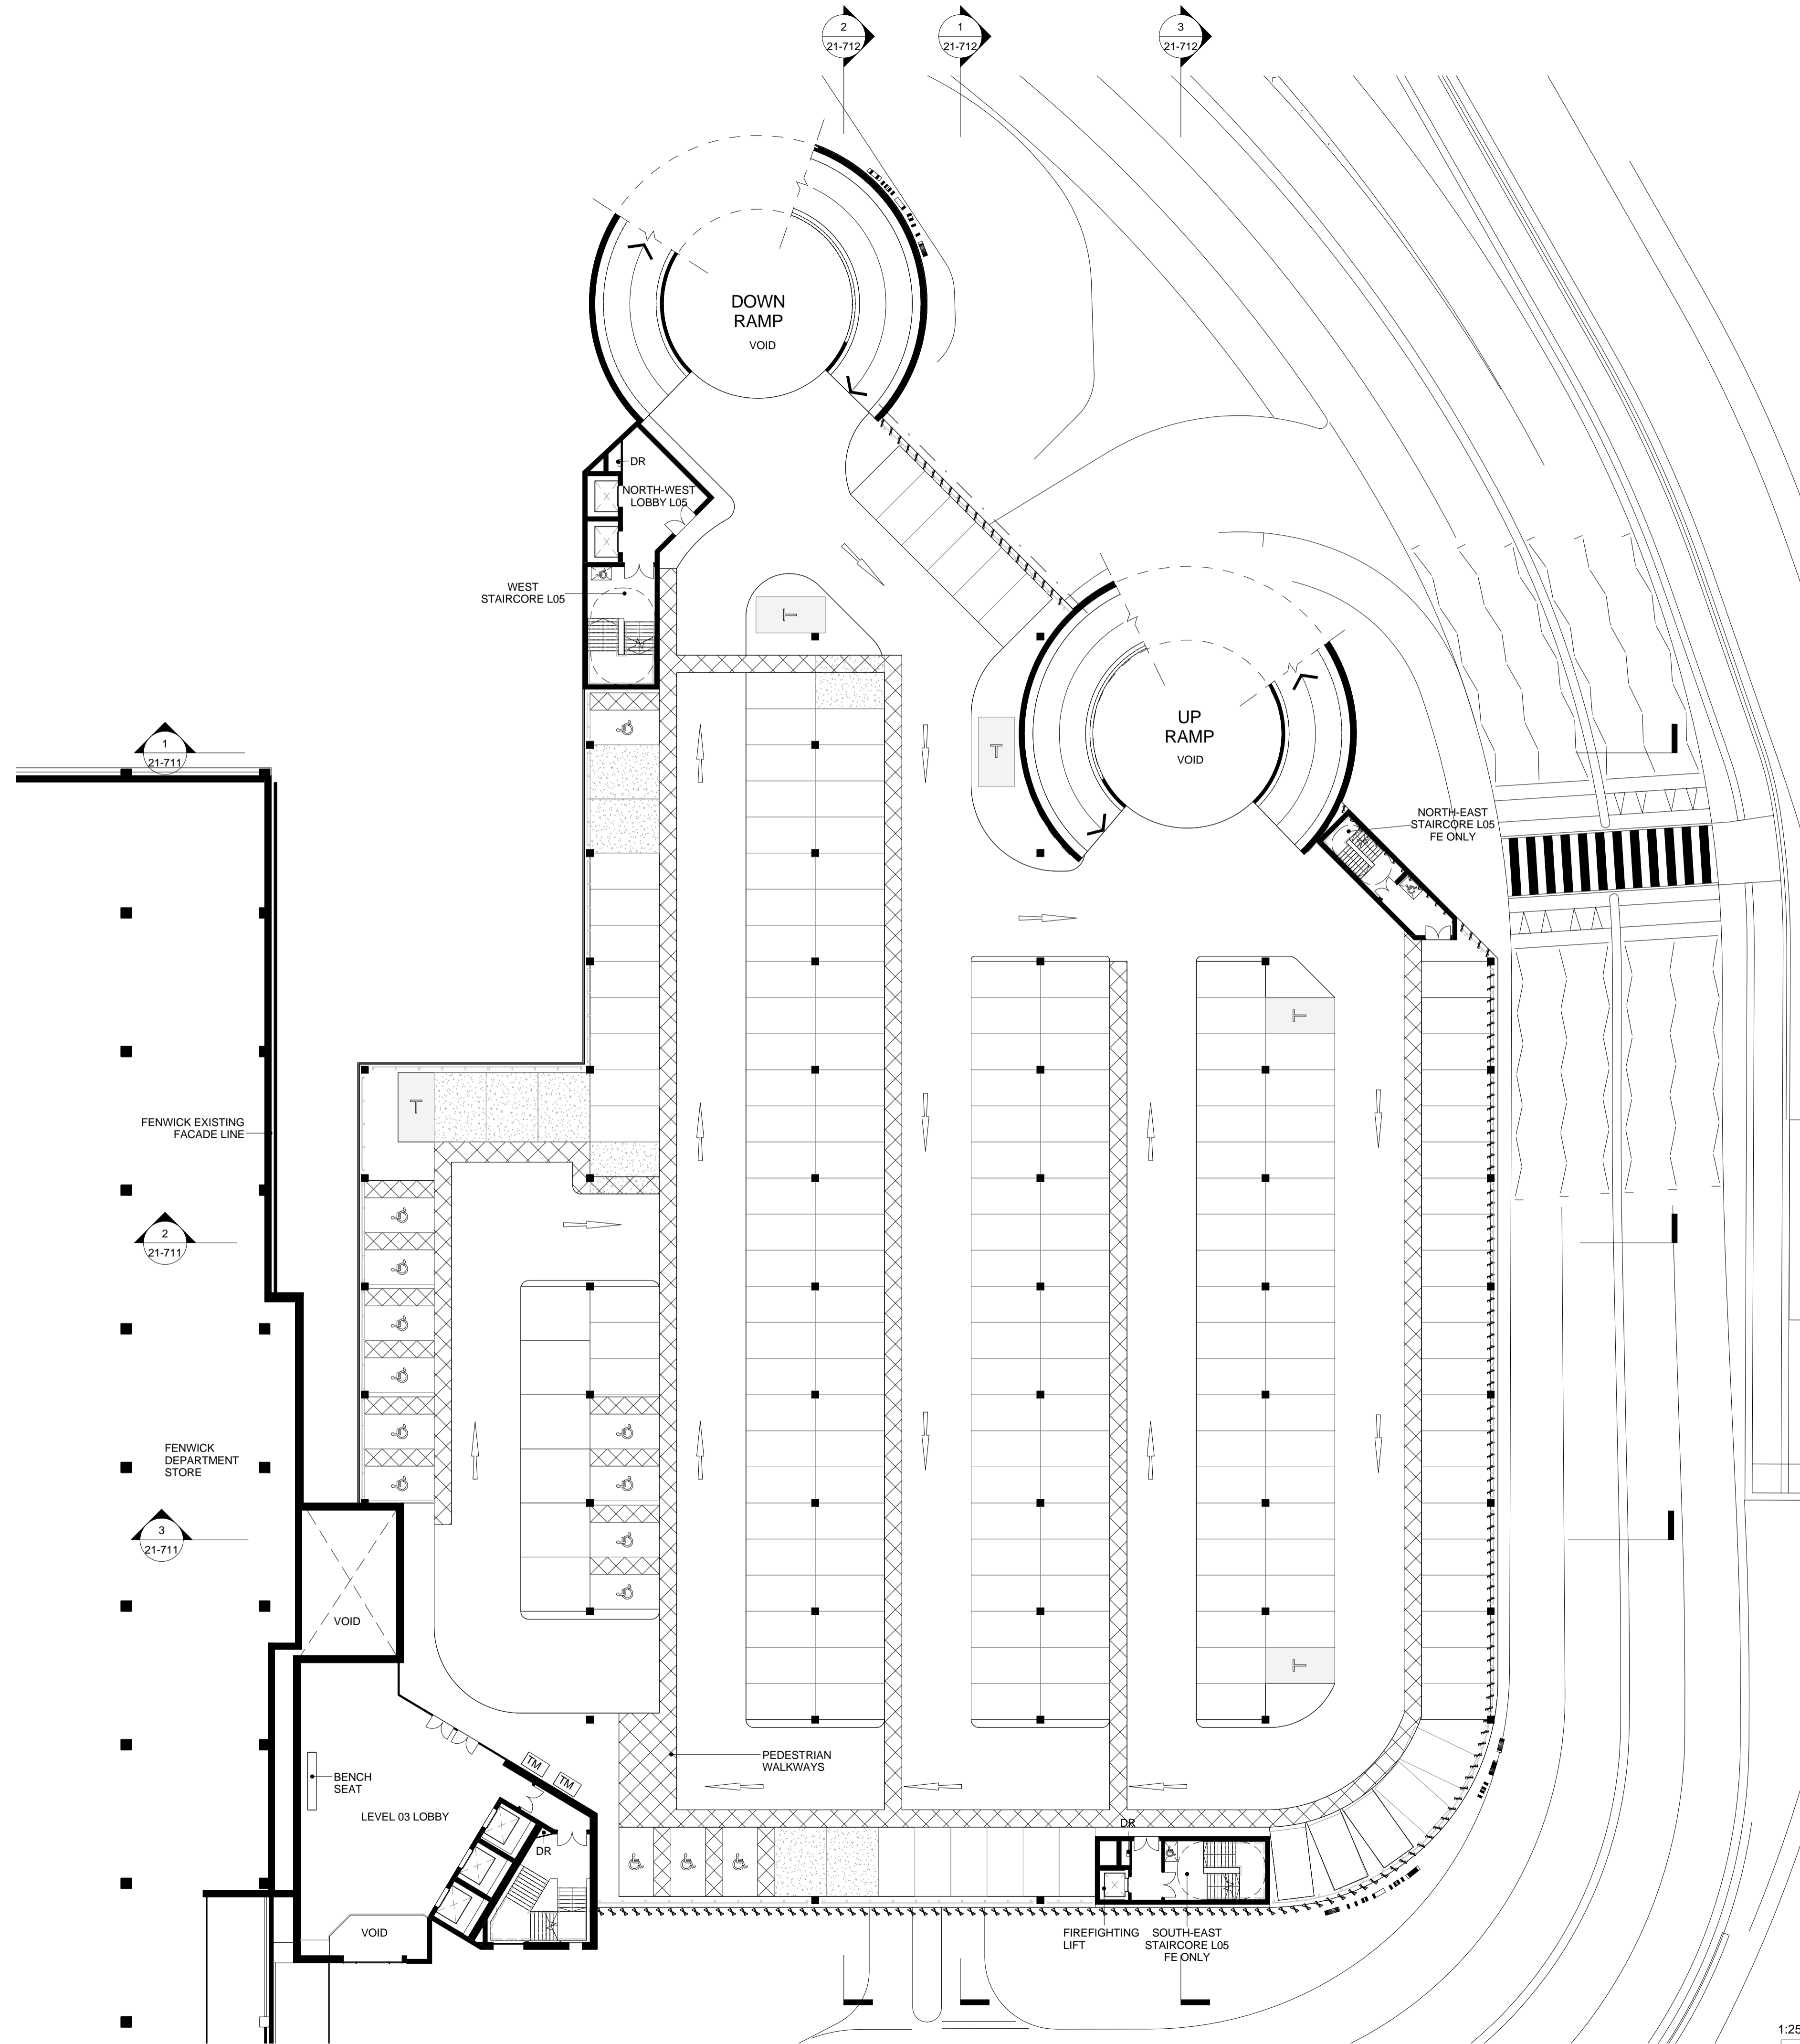 2
21-712
1
21-712
3
21-712
DOWN
RAMP
VOID
DR
NORTH-WEST
LOBBY L05
WEST
STAIRCORE L05
T
T
UP
RAMP
VOID
1
21-711
NORTH-EAST
STAIRCORE L05
FE ONLY
T
T
FENWICK EXISTING
FACADE LINE
2
21-711
FENWICK
DEPARTMENT
STORE
3
21-711
VOID
T
PEDESTRIAN
WALKWAYS
TM
TM
BENCH
SEAT
LEVEL 03 LOBBY
DR
DR
VOID
FIREFIGHTING
LIFT
SOUTH-EAST
STAIRCORE L05
FE ONLY
1:25